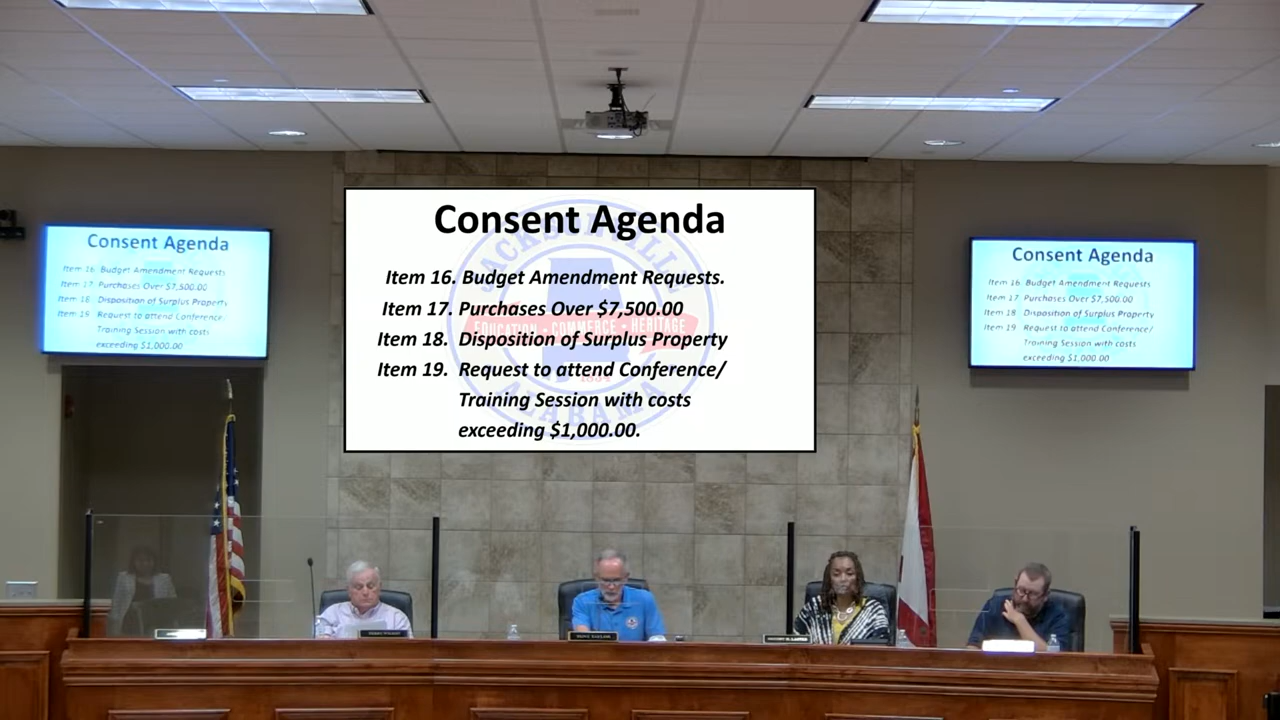 Consent Agenda
Item 16. Budget Amendment Requests.
Item 17. Purchases Over $7,500.00
Item 18. Disposition of Surplus Property
Item 19. Request to attend Conference/
Training Session with costs
exceeding $1,000.00.
JACKSONVILLE
EDUCATION • COMMERCE • HERITAGE
ALABAMA
Consent Agenda
Item 16 Budget Amendment Requests
Item 17 Purchases Over $7,500.00
Item 18 Disposition of Surplus Property
Item 19 Request to attend Conference/
Training Session with costs
exceeding $1,000.00
Consent Agenda
Item 16 Budget Amendment Requests
Item 17 Purchases Over $7,500.00
Item 18 Disposition of Surplus Property
Item 19 Request to attend Conference/
Training Session with costs
exceeding $1,000.00